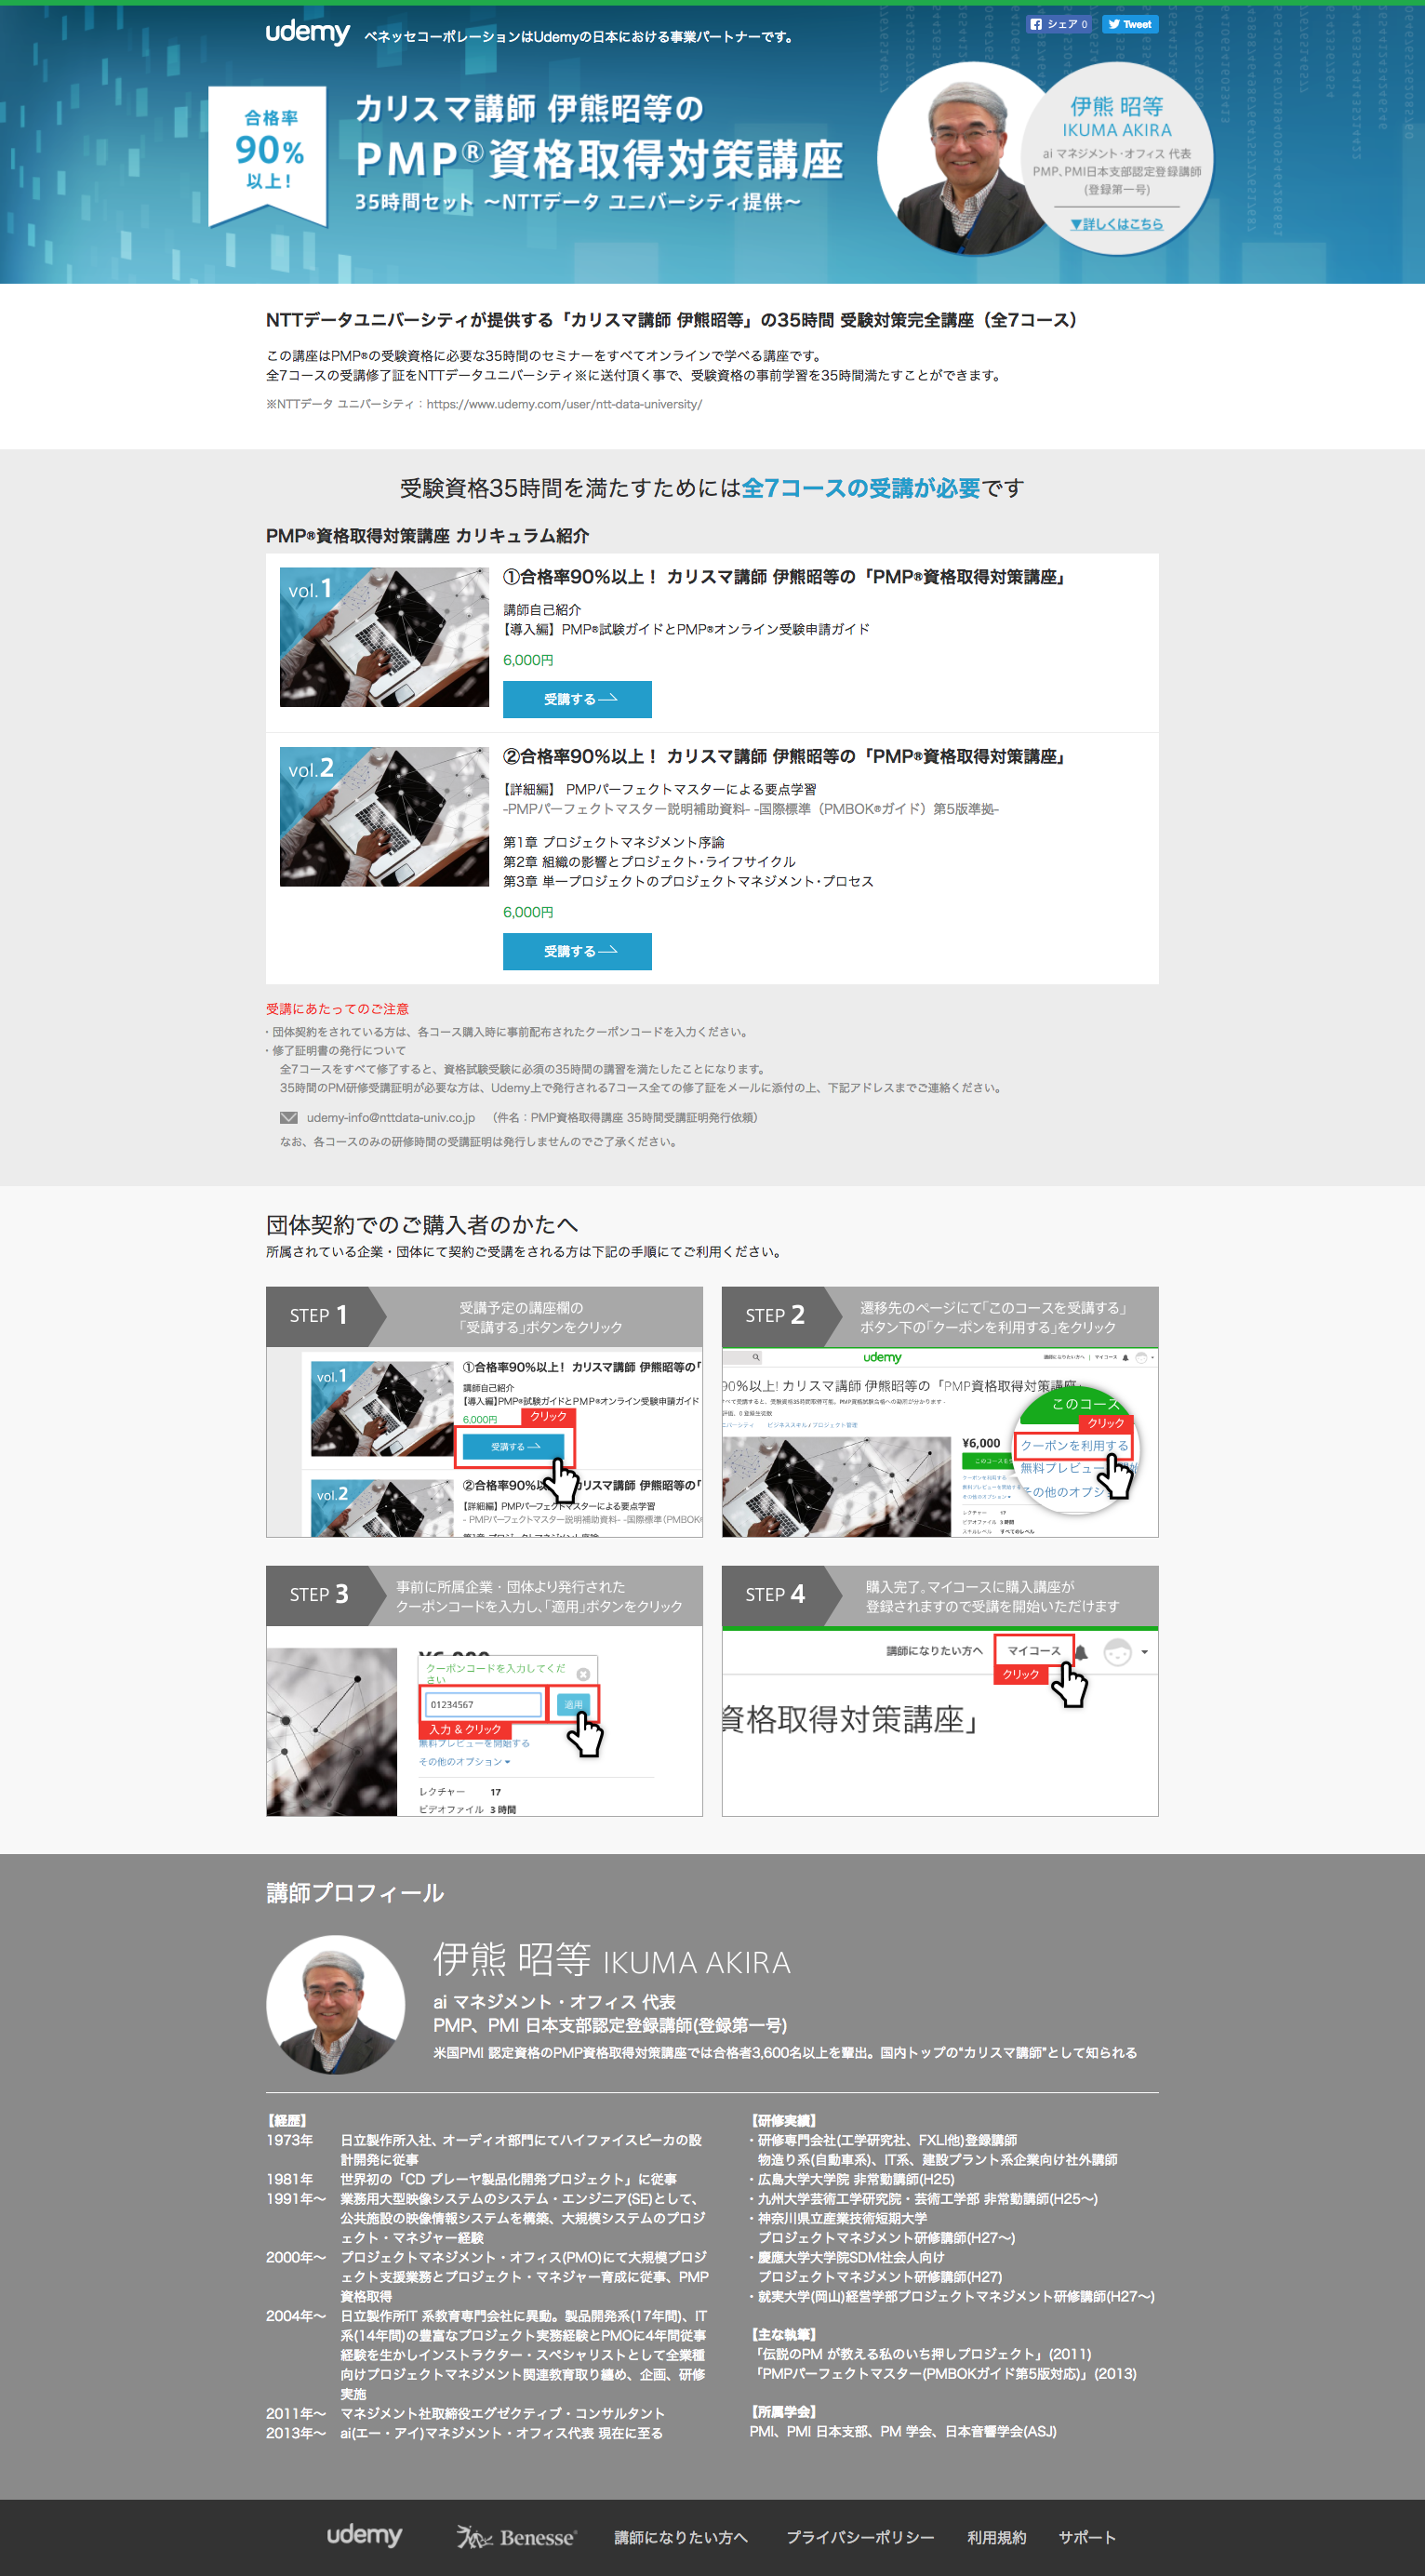 udemy ベネッセコーポレーションはUdemyの日本における事業パートナーです。
シェア 0
Tweet
合格率
90%
以上！
カリスマ講師 伊熊昭等の
PMP®資格取得対策講座
35時間セット ～NTTデータ ユニバーシティ提供～
伊熊 昭等
IKUMA AKIRA
ai マネジメント・オフィス 代表
PMP、PMI日本支部認定登録講師
(登録第一号)
▼詳しくはこちら
NTTデータユニバーシティが提供する「カリスマ講師 伊熊昭等」の35時間 受験対策完全講座（全7コース）
この講座はPMP®の受験資格に必要な35時間のセミナーをすべてオンラインで学べる講座です。
全7コースの受講修了証をNTTデータユニバーシティ※に送付頂く事で、受験資格の事前学習を35時間満たすことができます。
※NTTデータ ユニバーシティ：https://www.udemy.com/user/ntt-data-university/
受験資格35時間を満たすためには全7コースの受講が必要です
PMP®資格取得対策講座 カリキュラム紹介
vol.1
①合格率90％以上！ カリスマ講師 伊熊昭等の「PMP®資格取得対策講座」
講師自己紹介
【導入編】PMP®試験ガイドとPMP®オンライン受験申請ガイド
6,000円
受講する
vol.2
②合格率90％以上！ カリスマ講師 伊熊昭等の「PMP®資格取得対策講座」
【詳細編】 PMPパーフェクトマスターによる要点学習
-PMPパーフェクトマスター説明補助資料- -国際標準（PMBOK®ガイド）第5版準拠-
第1章 プロジェクトマネジメント序論
第2章 組織の影響とプロジェクト・ライフサイクル
第3章 単一プロジェクトのプロジェクトマネジメント・プロセス
6,000円
受講する
受講にあたってのご注意
・団体契約をされている方は、各コース購入時に事前配布されたクーポンコードを入力ください。
・修了証明書の発行について
全7コースをすべて修了すると、資格試験受験に必須の35時間の講習を満たしたことになります。
35時間のPM研修受講証明が必要な方は、Udemy上で発行される7コース全ての修了証をメールに添付の上、下記アドレスまでご連絡ください。
udemy-info@nttdata-univ.co.jp （件名：PMP資格取得講座 35時間受講証明発行依頼）
なお、各コースのみの研修時間の受講証明は発行しませんのでご了承ください。
団体契約でのご購入者のかたへ
所属されている企業・団体にて契約ご受講をされる方は下記の手順にてご利用ください。
STEP 1
受講予定の講座欄の
「受講する」ボタンをクリック
vol.1
①合格率90%以上！ カリスマ講師 伊熊昭等の「
講師自己紹介
【導入編】PMP®試験ガイドとPMP®オンライン受験申請ガイド
6,000円
クリック
受講する
vol.2
【詳細編】 PMPパーフェクトマスターによる要点学習
- PMPパーフェクトマスター説明補助資料- -国際標準（PMBOK
STEP 2
遷移先のページにて「このコースを受講する」
ボタン下の「クーポンを利用する」をクリック
udemy
講師になりたい方へ | マイコース
90%以上! カリスマ講師 伊熊昭等の「PMP資格取得対策講座」
ビジネススキル / プロジェクト管理
¥6,000
このコース
クリック
クーポンを利用する
無料プレビュー
その他のオプション
レクチャー 17
ビデオファイル 3 時間
スキルレベル すべてのレベル
STEP 3
事前に所属企業・団体より発行された
クーポンコードを入力し、「適用」ボタンをクリック
クーポンコードを入力してくだ
さい
01234567
適用
入力 & クリック
無料プレビューを開始する
その他のオプション
レクチャー 17
ビデオファイル 3 時間
STEP 4
購入完了。マイコースに購入講座が
登録されますので受講を開始いただけます
講師になりたい方へ
マイコース
クリック
資格取得対策講座」
講師プロフィール
伊熊 昭等 IKUMA AKIRA
ai マネジメント・オフィス 代表
PMP、PMI 日本支部認定登録講師(登録第一号)
米国PMI 認定資格のPMP資格取得対策講座では合格者3,600名以上を輩出。国内トップの“カリスマ講師”として知られる
【経歴】
1973年 日立製作所入社、オーディオ部門にてハイファイスピーカの設
計開発に従事
1981年 世界初の「CD プレーヤ製品化開発プロジェクト」に従事
1991年～ 業務用大型映像システムのシステム・エンジニア(SE)として、
公共施設の映像情報システムを構築、大規模システムのプロジ
ェクト・マネジャー経験
2000年～ プロジェクトマネジメント・オフィス(PMO)にて大規模プロジ
ェクト支援業務とプロジェクト・マネジャー育成に従事、PMP
資格取得
2004年～ 日立製作所IT 系教育専門会社に異動。製品開発系(17年間)、IT
系(14年間)の豊富なプロジェクト実務経験とPMOに4年間従事
経験を生かしインストラクター・スペシャリストとして全業種
向けプロジェクトマネジメント関連教育取り纏め、企画、研修
実施
2011年～ マネジメント社取締役エグゼクティブ・コンサルタント
2013年～ ai(エー・アイ)マネジメント・オフィス代表 現在に至る
【研修実績】
・研修専門会社(工学研究社、FXLI他)登録講師
物造り系(自動車系)、IT系、建設プラント系企業向け社外講師
・広島大学大学院 非常勤講師(H25)
・九州大学芸術工学研究院・芸術工学部 非常勤講師(H25～)
・神奈川県立産業技術短期大学
プロジェクトマネジメント研修講師(H27～)
・慶應大学大学院SDM社会人向け
プロジェクトマネジメント研修講師(H27)
・就実大学(岡山)経営学部プロジェクトマネジメント研修講師(H27～)
【主な執筆】
「伝説のPM が教える私のいち押しプロジェクト」(2011)
「PMPパーフェクトマスター(PMBOKガイド第5版対応)」(2013)
【所属学会】
PMI、PMI 日本支部、PM 学会、日本音響学会(ASJ)
udemy
Benesse
講師になりたい方へ
プライバシーポリシー
利用規約
サポート